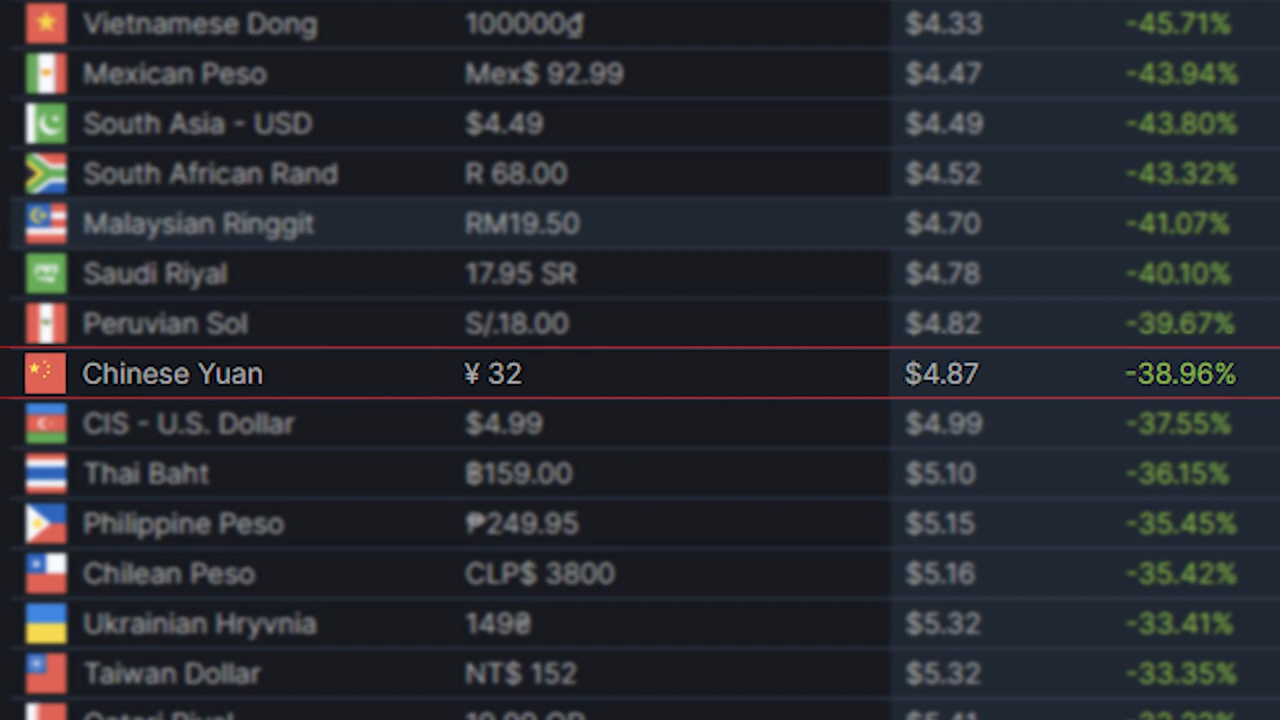 Vietnamese Dong 100000₫ $4.33 -45.71%
Mexican Peso Mex$ 92.99 $4.47 -43.94%
South Asia - USD $4.49 $4.49 -43.80%
South African Rand R 68.00 $4.52 -43.32%
Malaysian Ringgit RM19.50 $4.70 -41.07%
Saudi Riyal 17.95 SR $4.78 -40.10%
Peruvian Sol S/.18.00 $4.82 -39.67%
Chinese Yuan ¥ 32 $4.87 -38.96%
CIS - U.S. Dollar $4.99 $4.99 -37.55%
Thai Baht ฿159.00 $5.10 -36.15%
Philippine Peso ₱249.95 $5.15 -35.45%
Chilean Peso CLP$ 3800 $5.16 -35.42%
Ukrainian Hryvnia 149₴ $5.32 -33.41%
Taiwan Dollar NT$ 152 $5.32 -33.35%